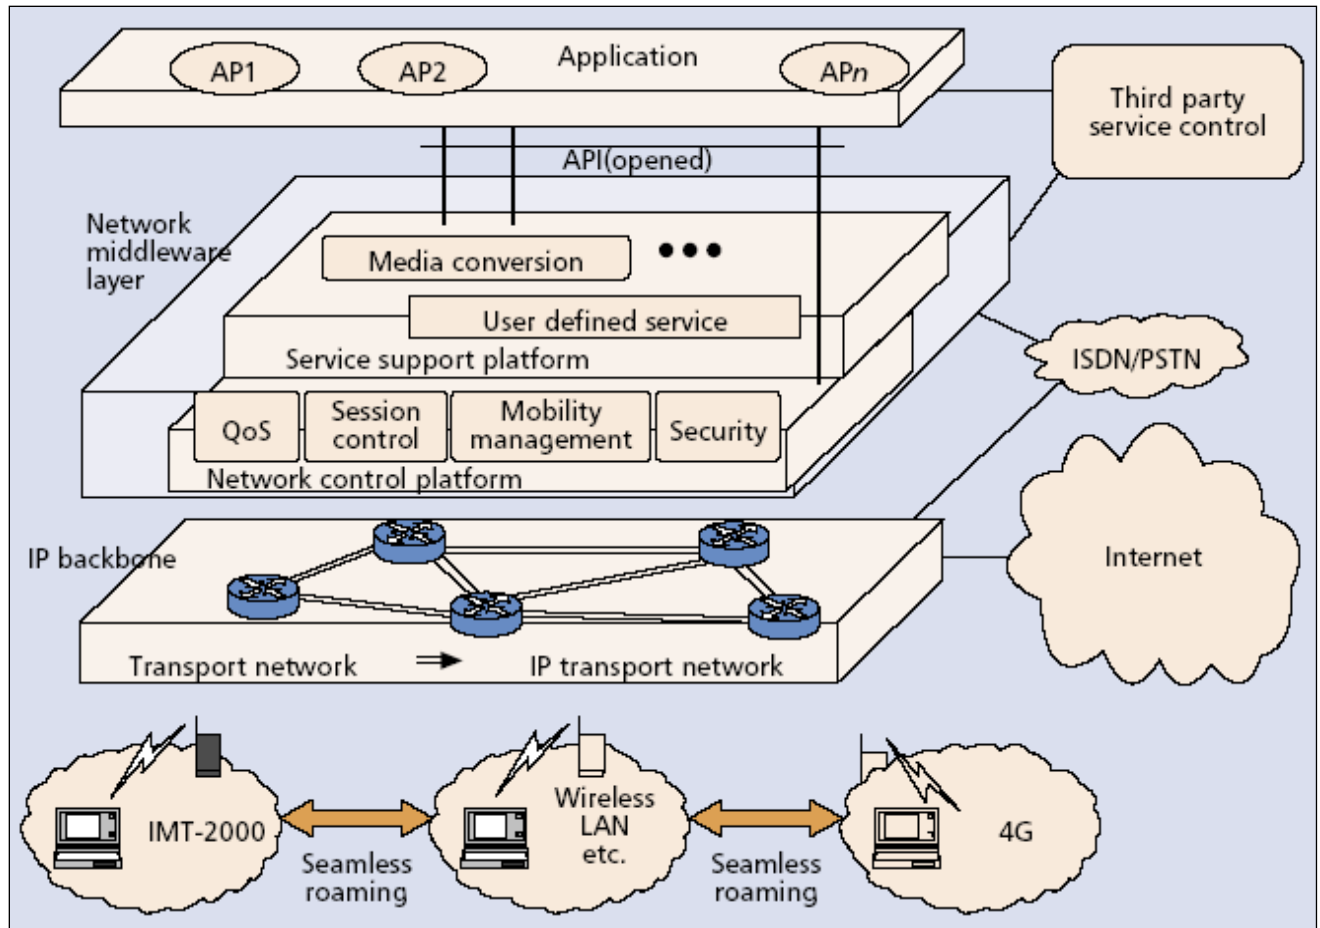 Application
AP1
AP2
APn
Third party
service control
API(opened)
Network
middleware
layer
Media conversion
User defined service
Service support platform
ISDN/PSTN
QoS
Session
control
Mobility
management
Security
Network control platform
IP backbone
Internet
Transport network
IP transport network
IMT-2000
Seamless
roaming
Wireless
LAN
etc.
Seamless
roaming
4G